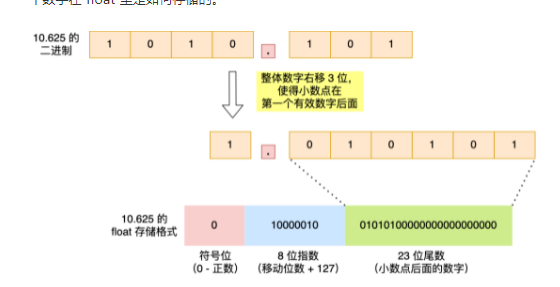 个数字在 float 里是如何存储的。
10.625 的
二进制
1 0 1 0 . 1 0 1
整体数字右移 3 位，
使得小数点在
第一个有效数字后面
1 . 0 1 0 1 0 1
10.625 的
float 存储格式
0 10000010 01010100000000000000000
符号位
(0 - 正数)
8 位指数
(移动位数 + 127)
23 位尾数
(小数点后面的数字)